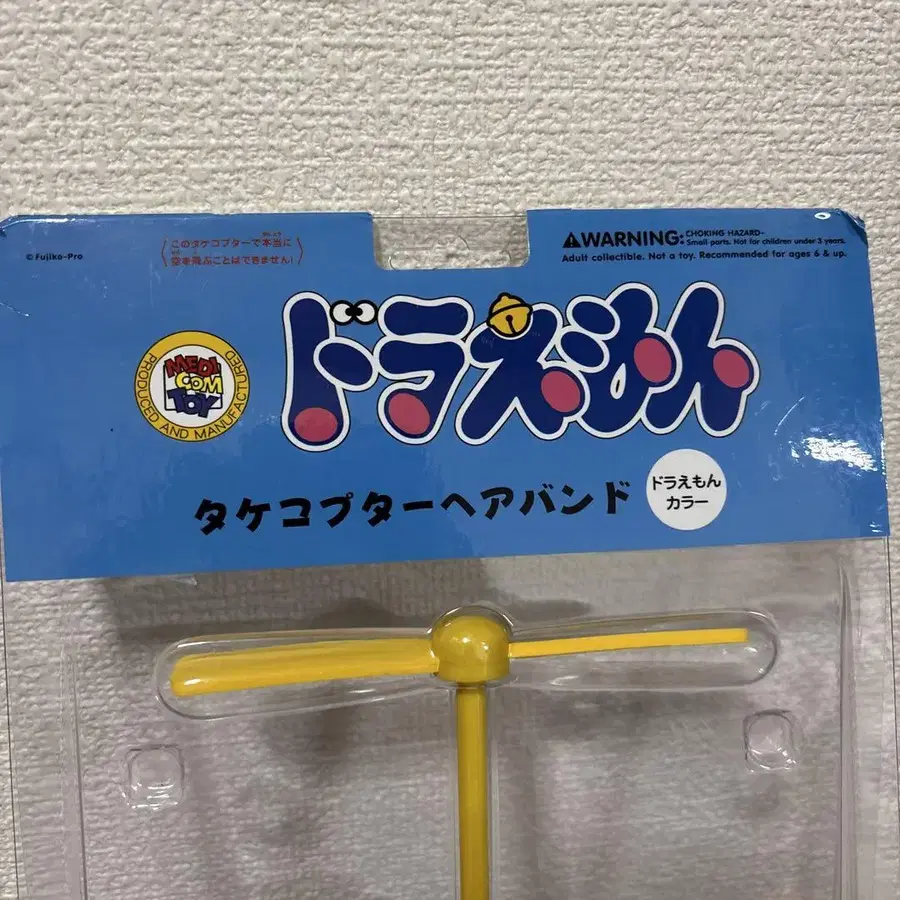 © Fujiko-Pro
このタケコプターで本当に
空を飛ぶことはできません!
⚠WARNING: CHOKING HAZARD-
Small parts. Not for children under 3 years.
Adult collectible. Not a toy. Recommended for ages 6 & up.
MEDI
COM
TOY
PRODUCED AND MANUFACTURED
ドラえもん
タケコプターヘアバンド
ドラえもん
カラー